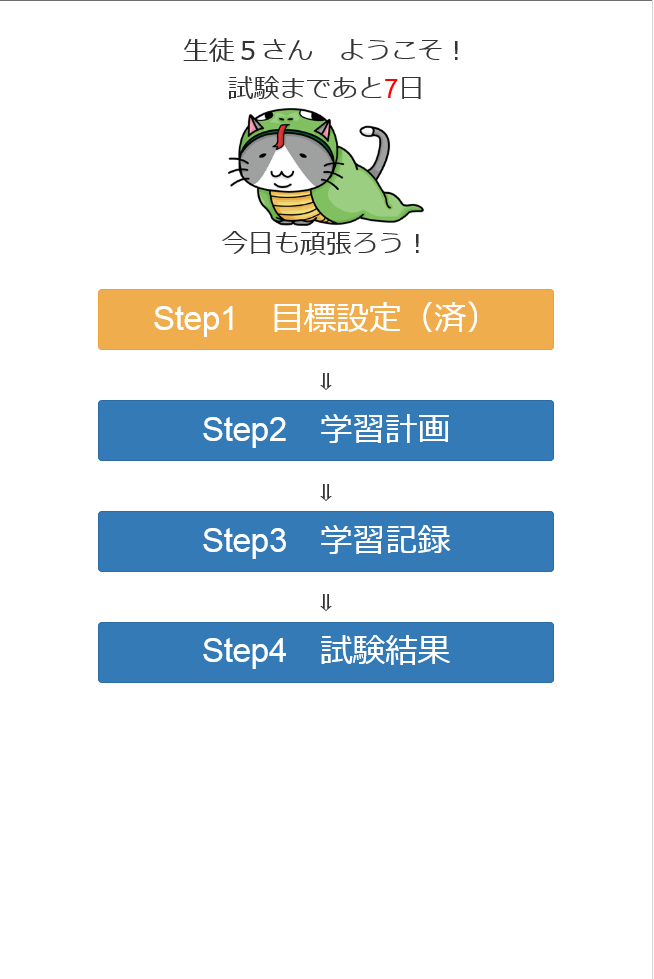 生徒５さん　ようこそ！
試験まであと7日
今日も頑張ろう！
Step1　目標設定（済）
⇓
Step2　学習計画
⇓
Step3　学習記録
⇓
Step4　試験結果